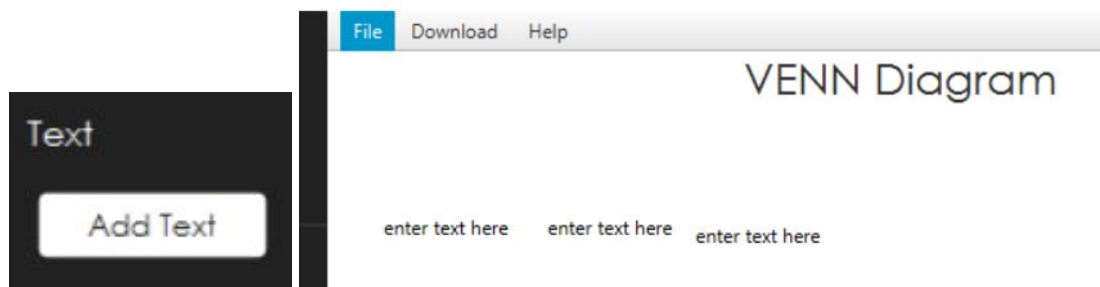 File Download Help
VENN Diagram
Text
Add Text
enter text here enter text here enter text here